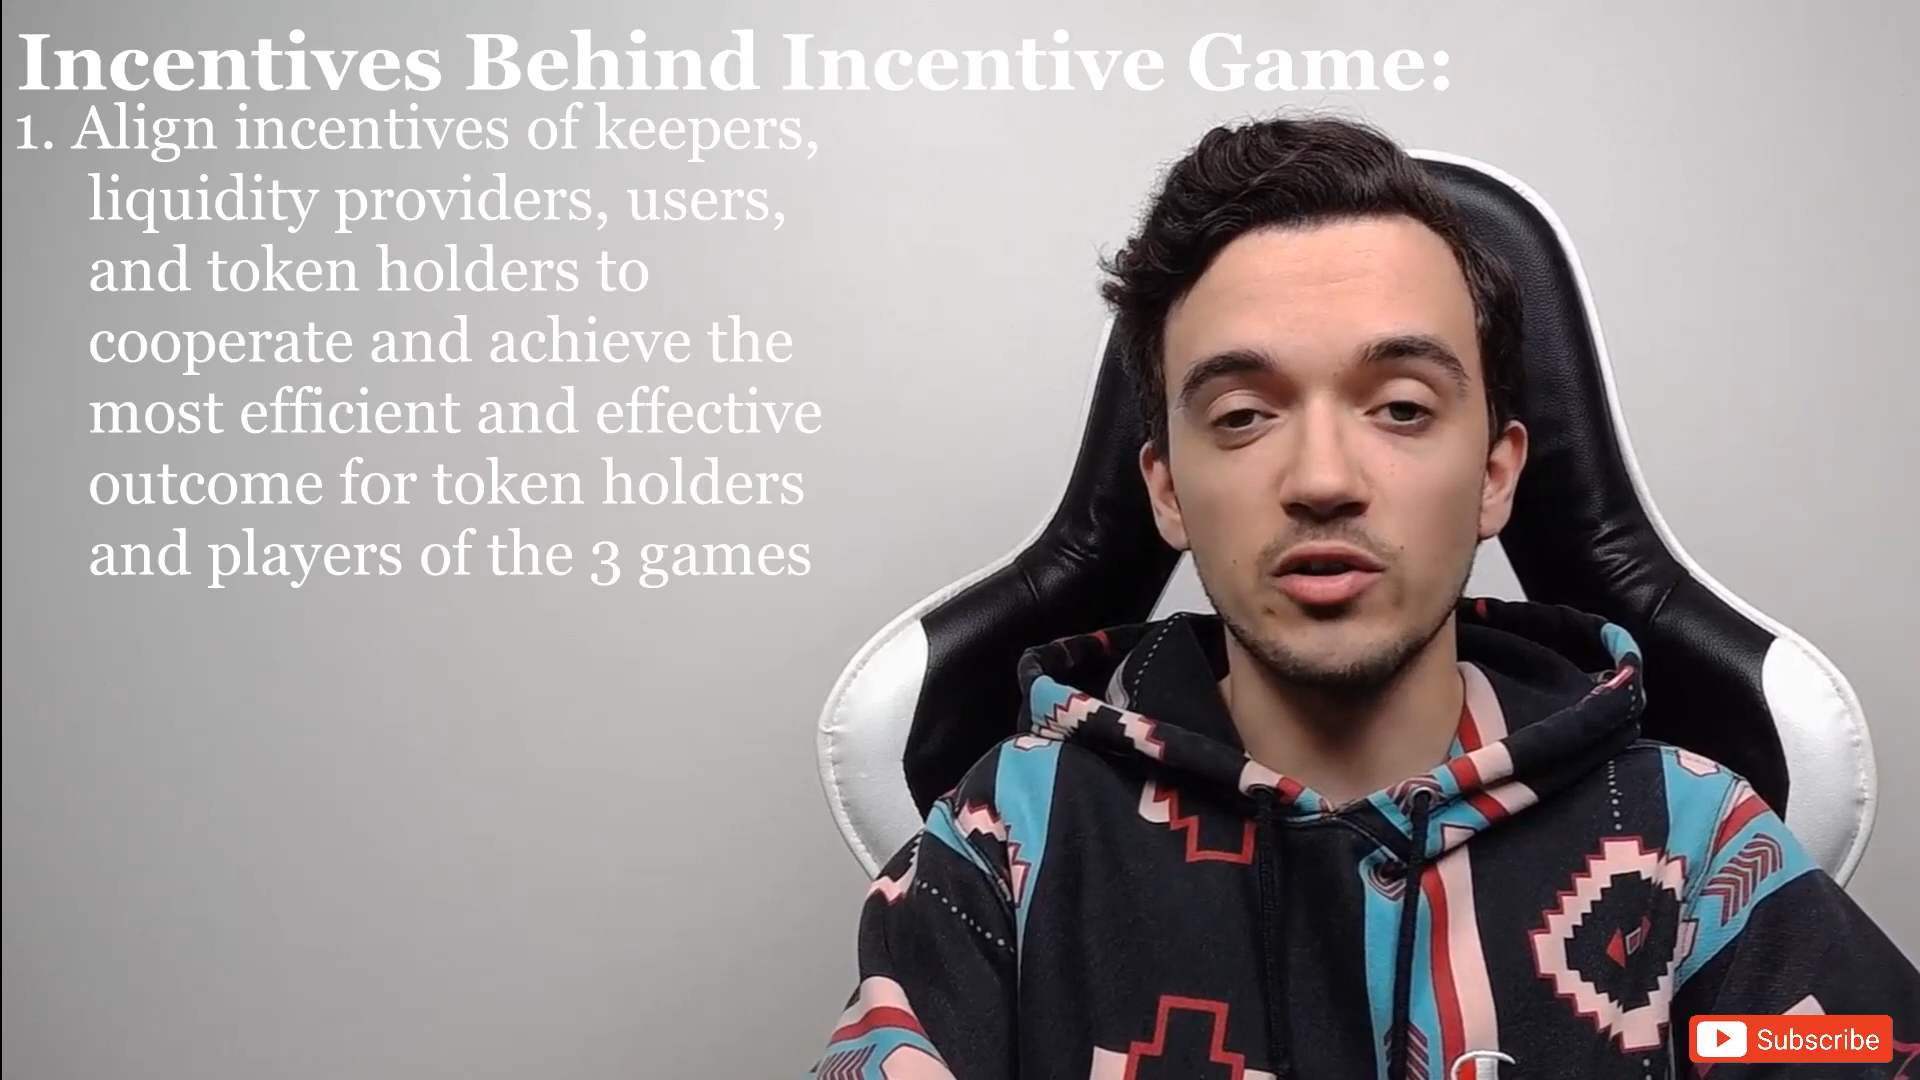 Incentives Behind Incentive Game:
1. Align incentives of keepers,
liquidity providers, users,
and token holders to
cooperate and achieve the
most efficient and effective
outcome for token holders
and players of the 3 games
Subscribe